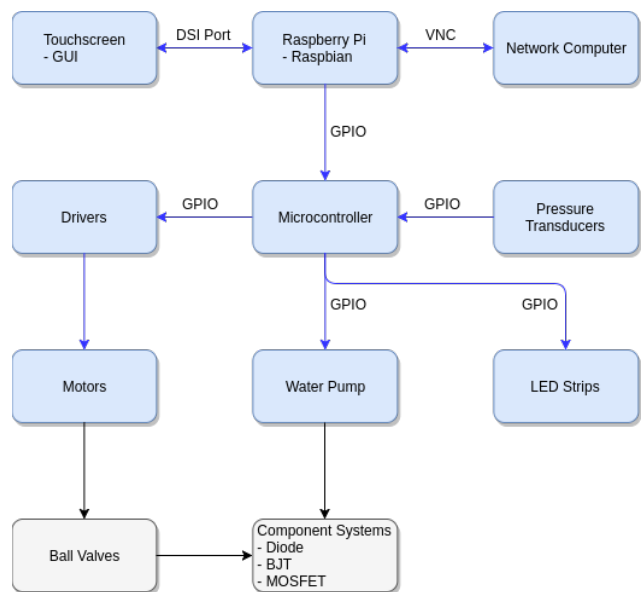 Touchscreen
- GUI
DSI Port
Raspberry Pi
- Raspbian
VNC
Network Computer
GPIO
Drivers
GPIO
Microcontroller
GPIO
Pressure
Transducers
GPIO
GPIO
Motors
Water Pump
LED Strips
Ball Valves
Component Systems
- Diode
- BJT
- MOSFET